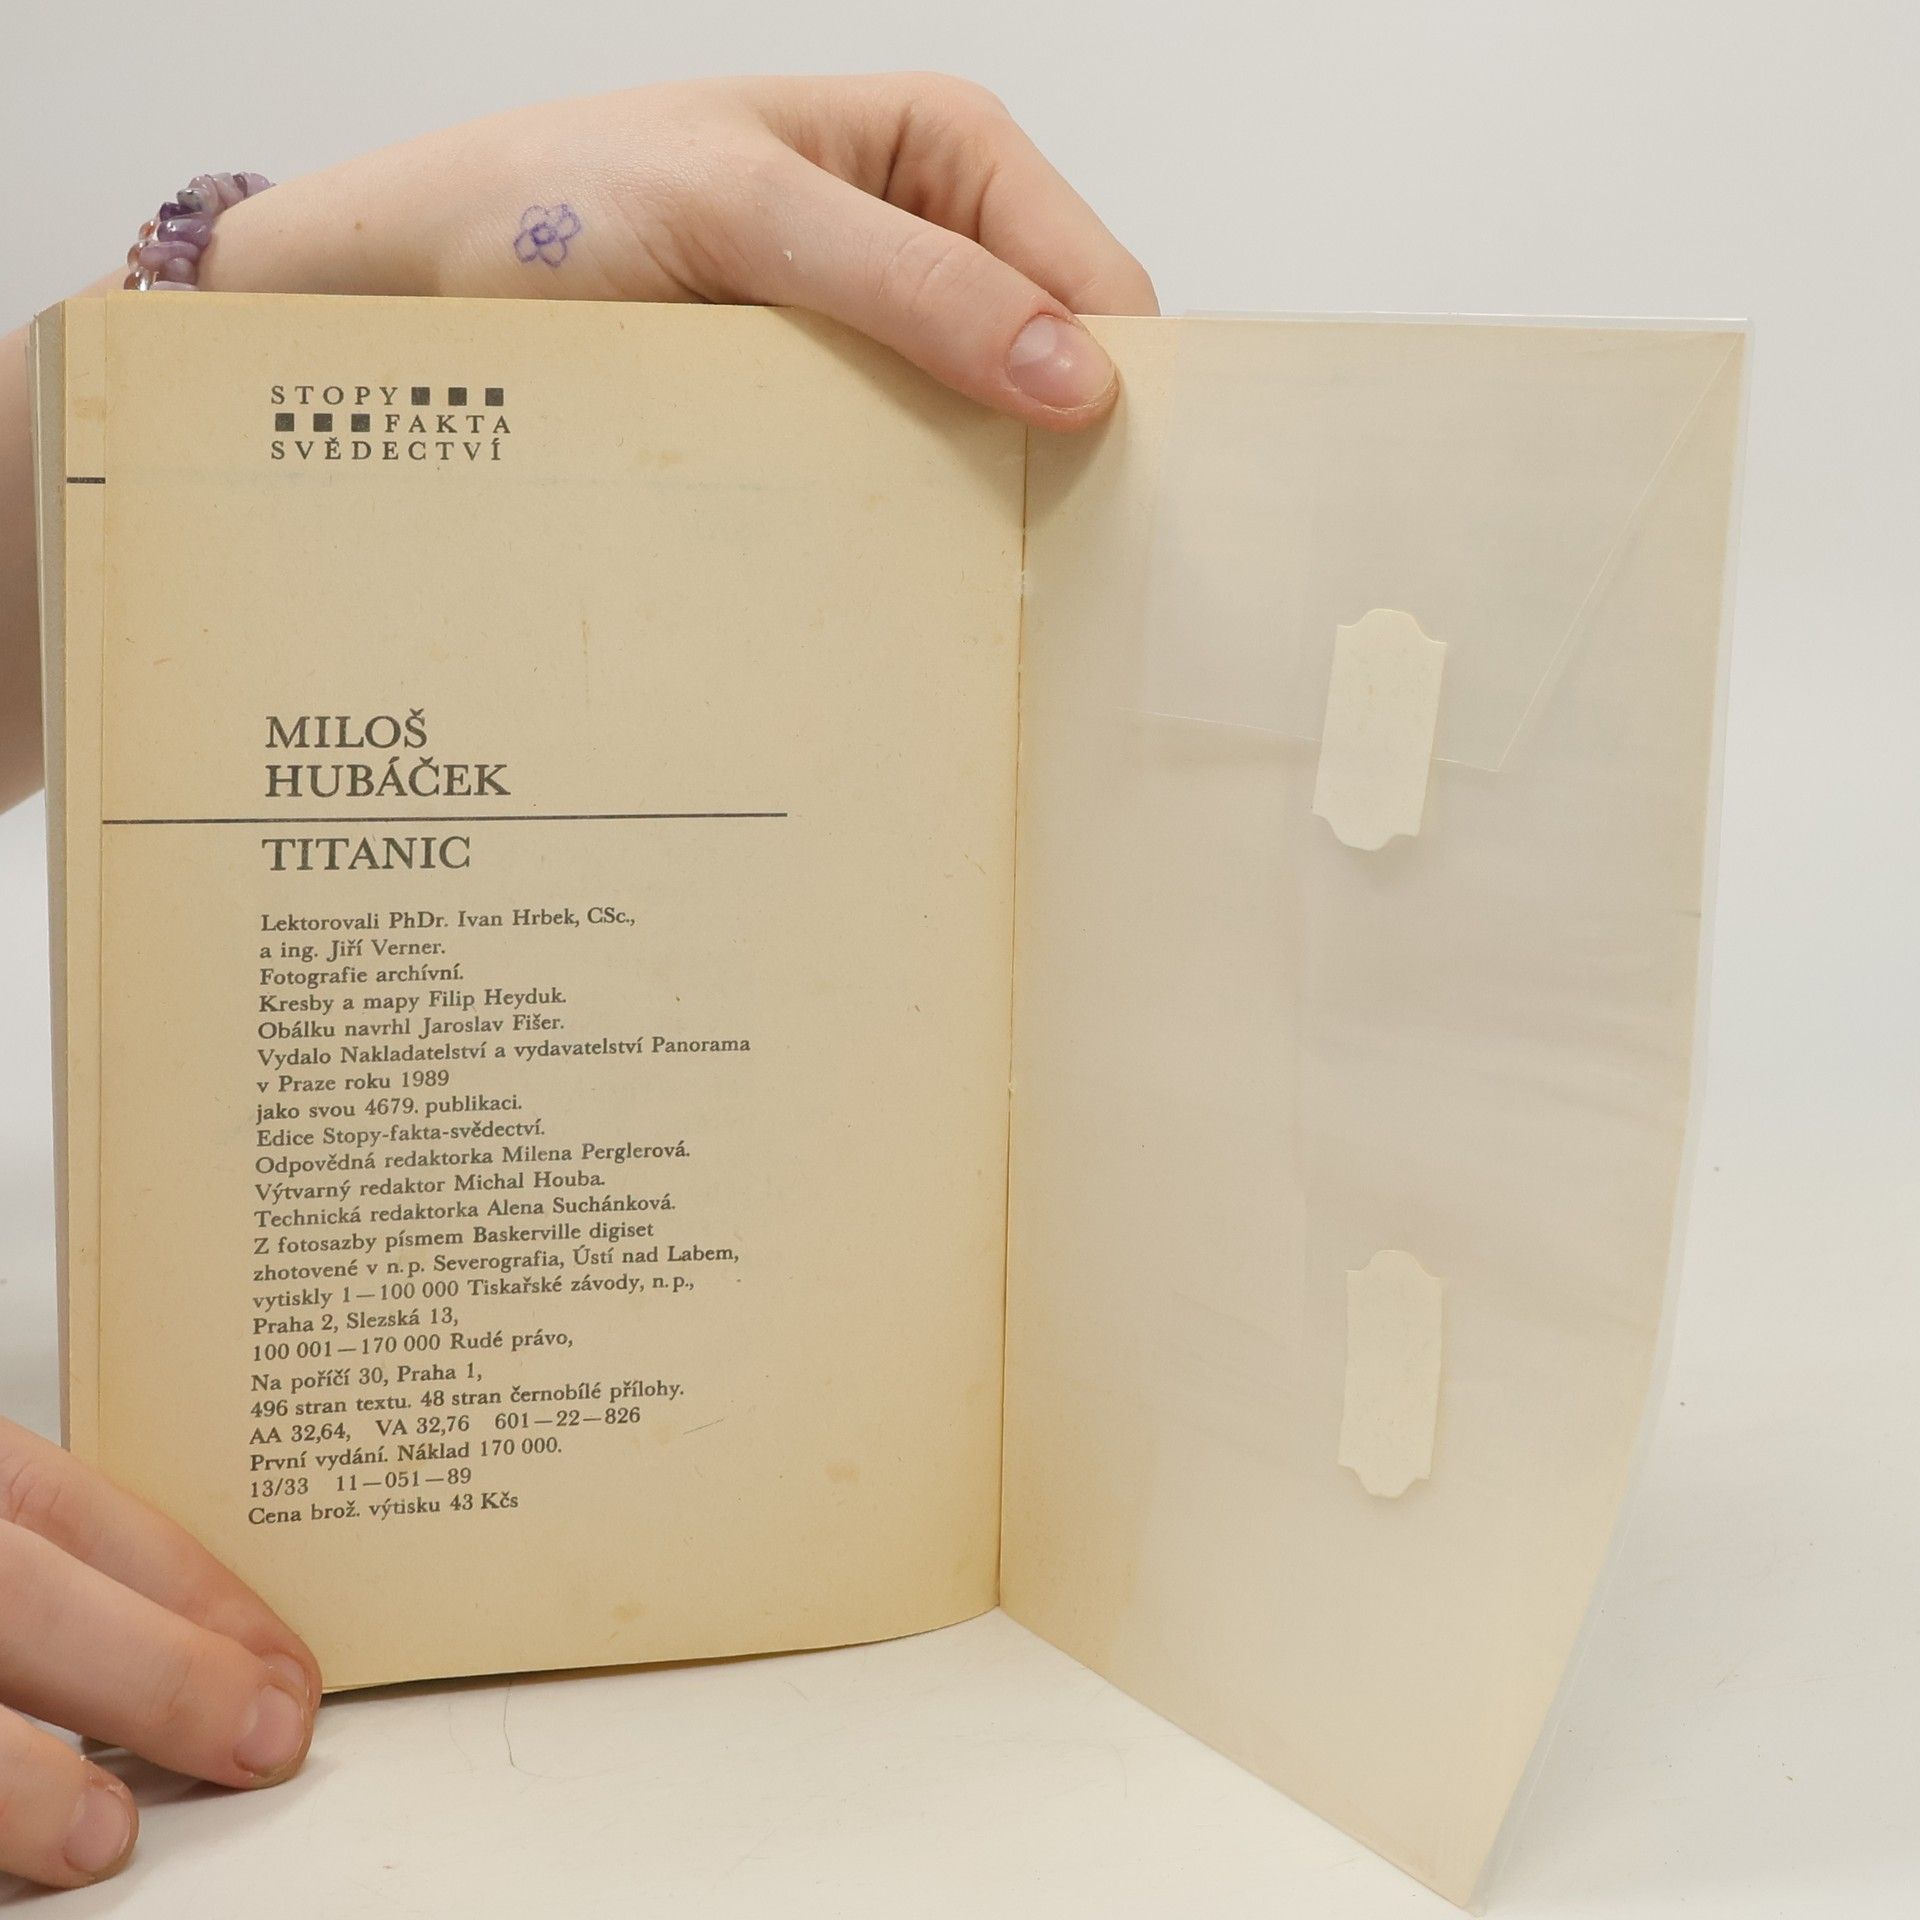 STOPY
FAKTA
SVĚDECTVÍ
MILOŠ
HUBÁČEK
TITANIC
Lektorovali PhDr. Ivan Hrbek, CSc.,
a ing. Jiří Verner.
Fotografie archívní.
Kresby a mapy Filip Heyduk.
Obálku navrhl Jaroslav Fišer.
Vydalo Nakladatelství a vydavatelství Panorama
v Praze roku 1989
jako svou 4679. publikaci.
Edice Stopy-fakta-svědectví.
Odpovědná redaktorka Milena Perglerová.
Výtvarný redaktor Michal Houba.
Technická redaktorka Alena Suchánková.
Z fotosazby písmem Baskerville digiset
zhotovené v n. p. Severografia, Ústí nad Labem,
vytiskly 1—100 000 Tiskařské závody, n. p.,
Praha 2, Slezská 13,
100 001—170 000 Rudé právo,
Na poříčí 30, Praha 1,
496 stran textu. 48 stran černobílé přílohy.
AA 32,64, VA 32,76 601—22—826
První vydání. Náklad 170 000.
13/33 11—051—89
Cena brož. výtisku 43 Kčs